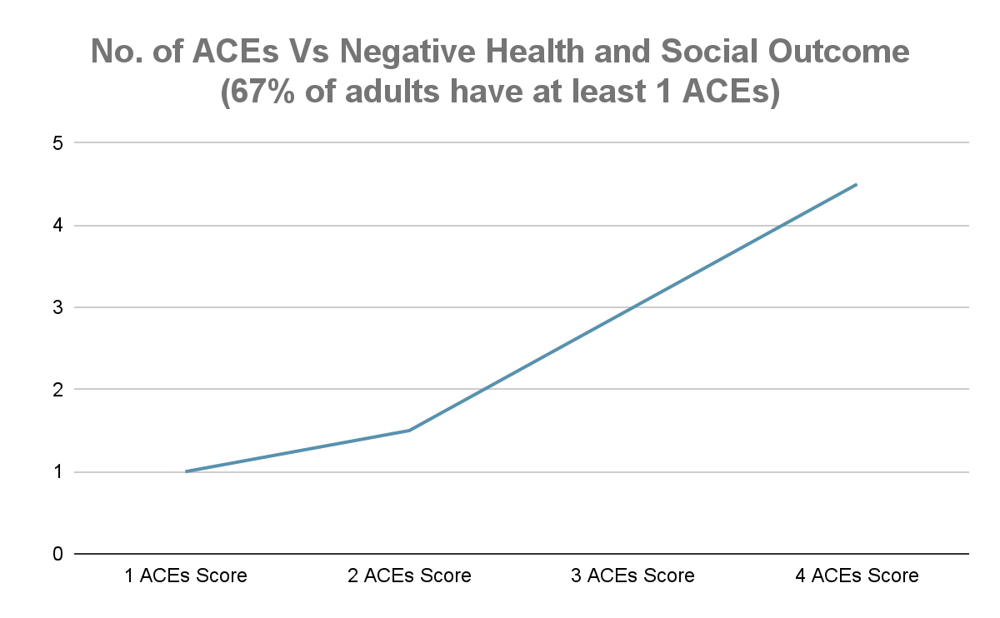 No. of ACEs Vs Negative Health and Social Outcome
(67% of adults have at least 1 ACEs)
5
4
3
2
1
0
1 ACEs Score
2 ACEs Score
3 ACEs Score
4 ACEs Score